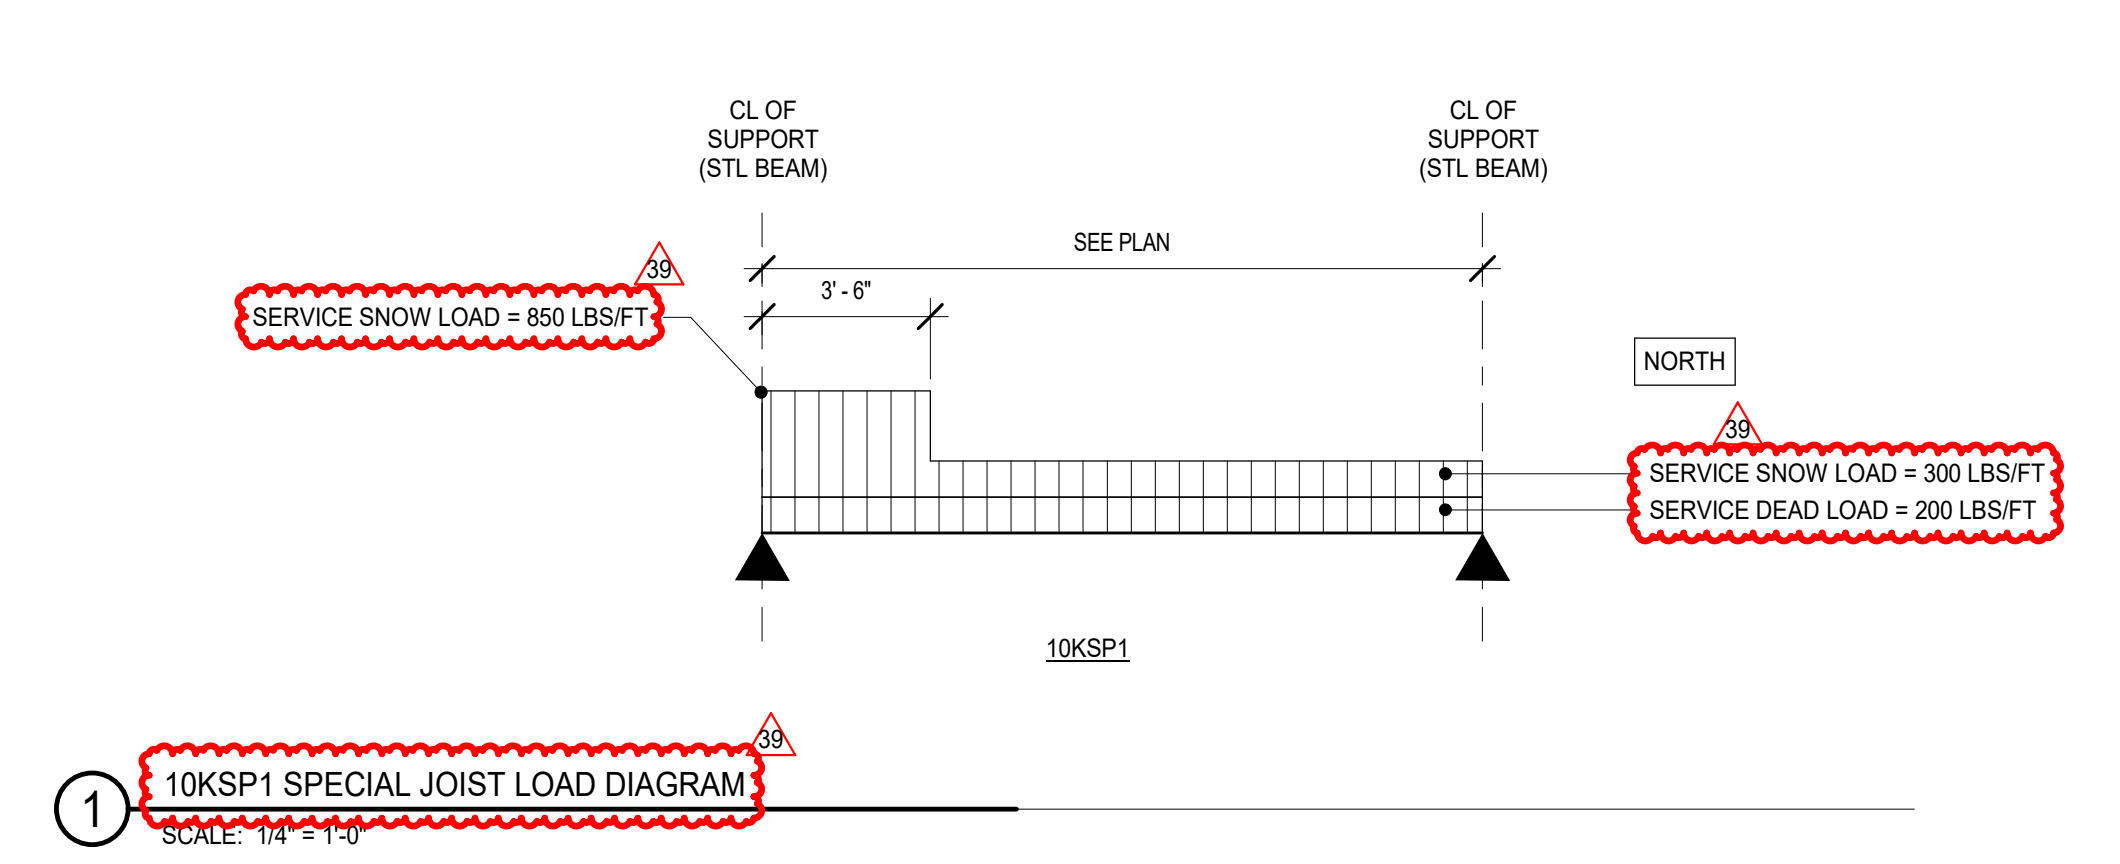 CL OF
SUPPORT
(STL BEAM)
CL OF
SUPPORT
(STL BEAM)
SEE PLAN
3' - 6"
39
SERVICE SNOW LOAD = 850 LBS/FT
NORTH
39
SERVICE SNOW LOAD = 300 LBS/FT
SERVICE DEAD LOAD = 200 LBS/FT
10KSP1
39
1
10KSP1 SPECIAL JOIST LOAD DIAGRAM
SCALE: 1/4" = 1'-0"